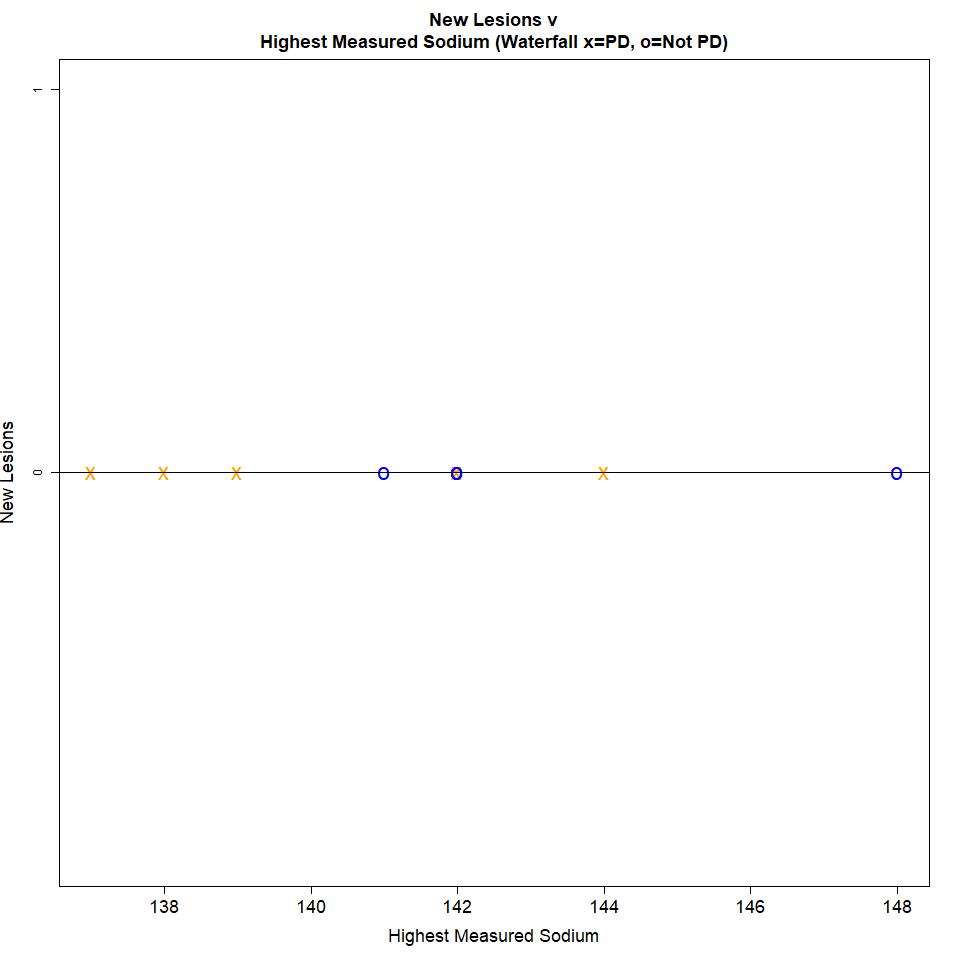 New Lesions v
Highest Measured Sodium (Waterfall x=PD, o=Not PD)
1
New Lesions
0
x x x o x o x o
138 140 142 144 146 148
Highest Measured Sodium